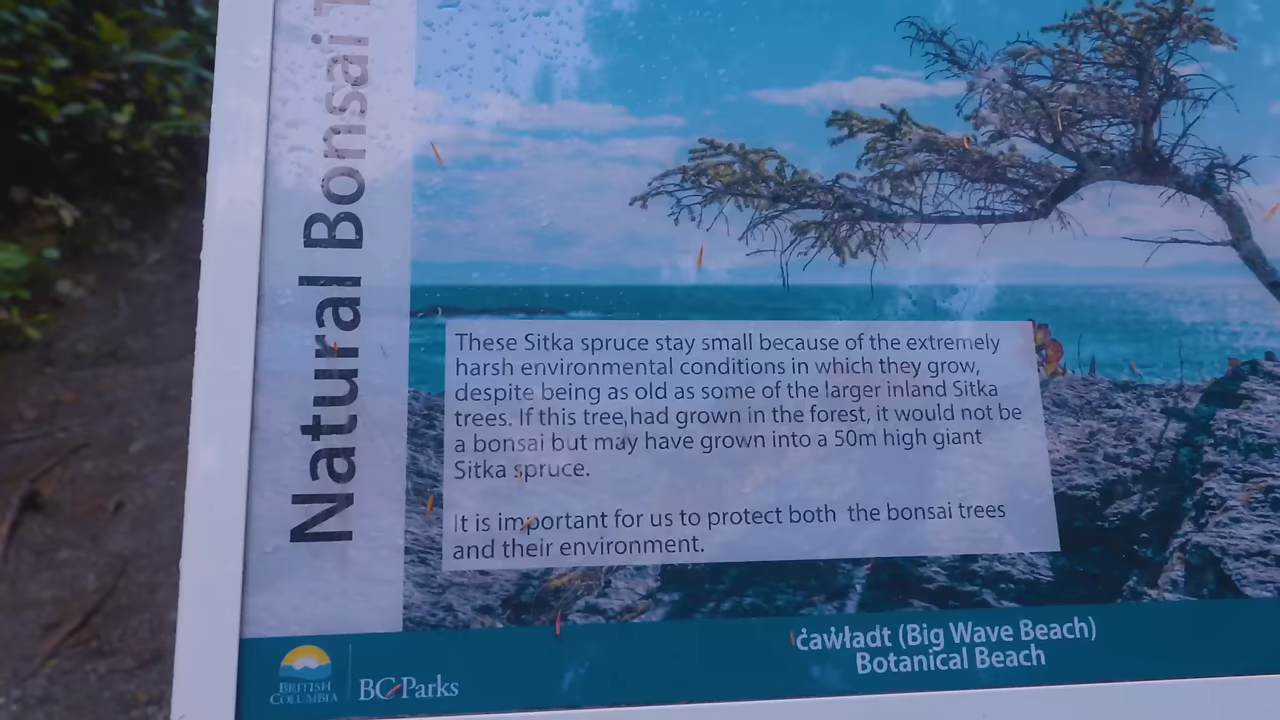 Natural Bonsai
These Sitka spruce stay small because of the extremely
harsh environmental conditions in which they grow,
despite being as old as some of the larger inland Sitka
trees. If this tree had grown in the forest, it would not be
a bonsai but may have grown into a 50m high giant
Sitka spruce.
It is important for us to protect both the bonsai trees
and their environment.
c̓aw̓ładt (Big Wave Beach)
Botanical Beach
BRITISH
COLUMBIA
BC Parks